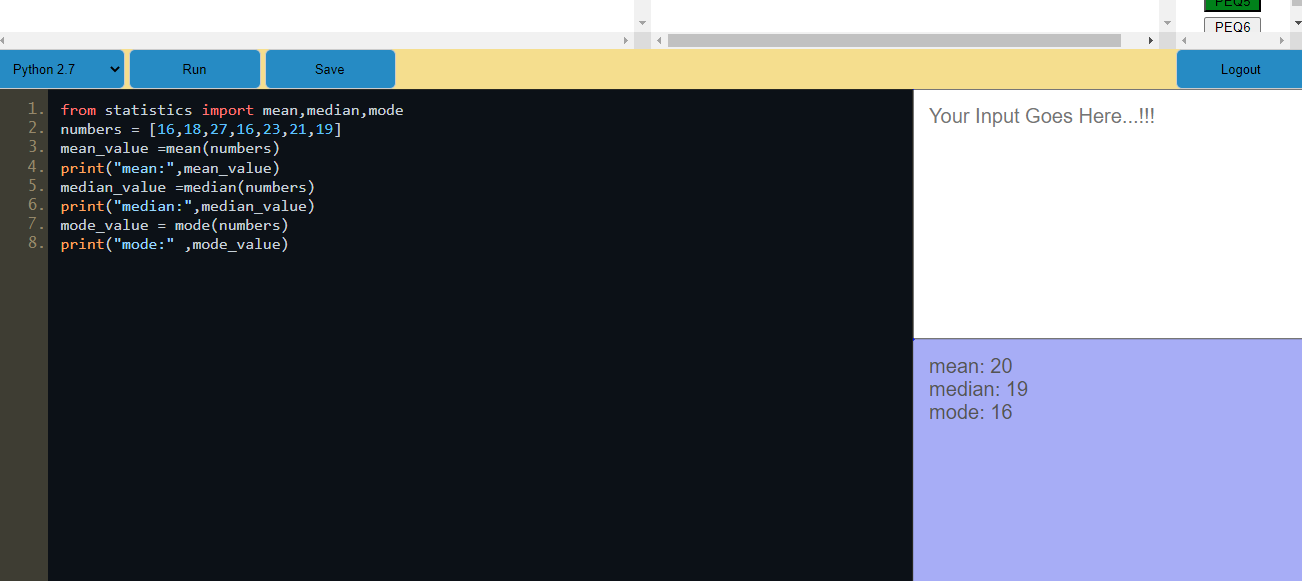 PEQ5
PEQ6
Python 2.7
Run
Save
Logout
1. from statistics import mean,median,mode
2. numbers = [16,18,27,16,23,21,19]
3. mean_value =mean(numbers)
4. print("mean:",mean_value)
5. median_value =median(numbers)
6. print("median:",median_value)
7. mode_value = mode(numbers)
8. print("mode:" ,mode_value)
Your Input Goes Here...!!!
mean: 20
median: 19
mode: 16